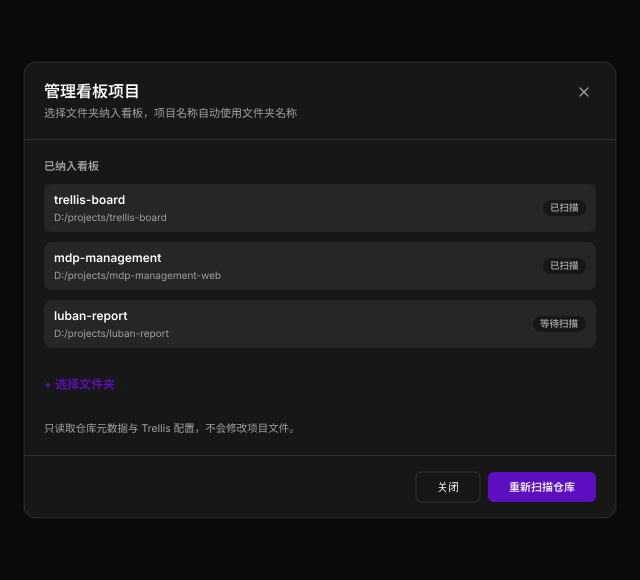 管理看板项目
选择文件夹纳入看板，项目名称自动使用文件夹名称
已纳入看板
trellis-board
D:/projects/trellis-board
已扫描
mdp-management
D:/projects/mdp-management-web
已扫描
luban-report
D:/projects/luban-report
等待扫描
+ 选择文件夹
只读取仓库元数据与 Trellis 配置，不会修改项目文件。
关闭
重新扫描仓库